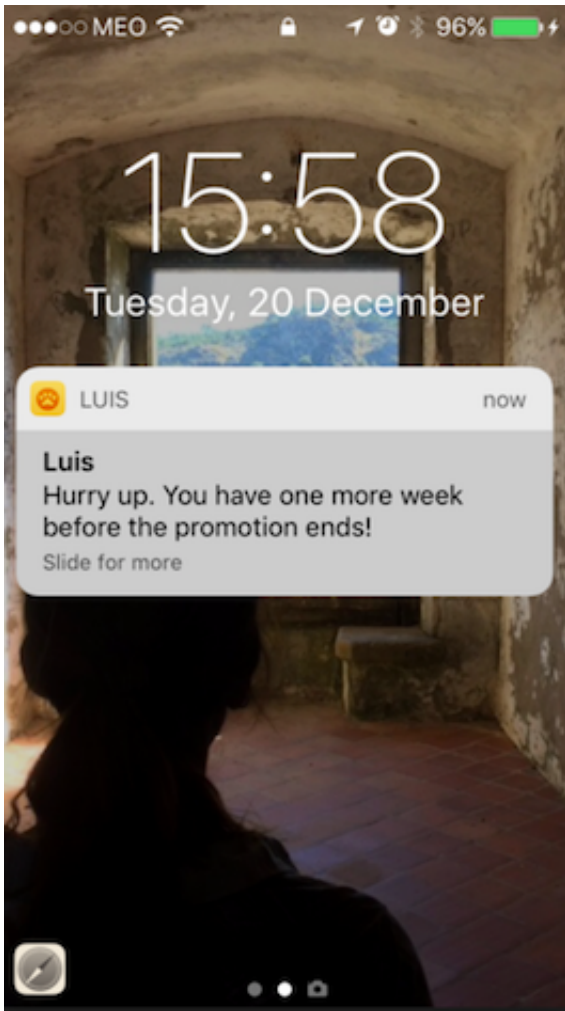 MEO 96%
15:58
Tuesday, 20 December
LUIS now
Luis
Hurry up. You have one more week
before the promotion ends!
Slide for more